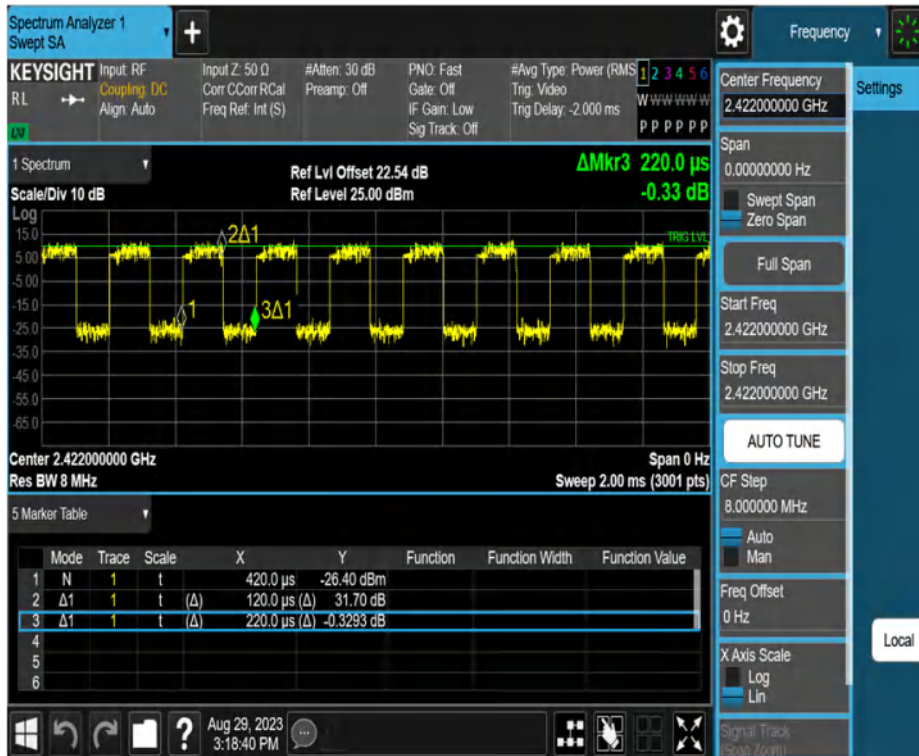 Spectrum Analyzer 1
Swept SA
Frequency
KEYSIGHT
RL
Input: RF
Coupling: DC
Align: Auto
Input Z: 50 Ω
Corr CCorr RCal
Freq Ref: Int (S)
#Atten: 30 dB
Preamp: Off
PNO: Fast
Gate: Off
IF Gain: Low
Sig Track: Off
#Avg Type: Power (RMS
Trig: Video
Trig Delay: -2.000 ms
1 2 3 4 5 6
W W W W W W
P P P P P P
1 Spectrum
Scale/Div 10 dB
Ref Lvl Offset 22.54 dB
Ref Level 25.00 dBm
ΔMkr3 220.0 µs
-0.33 dB
Log
15.0
5.00
-5.00
-15.0
-25.0
-35.0
-45.0
-55.0
-65.0
TRIG LVL
2Δ1
1
3Δ1
Center 2.422000000 GHz
Res BW 8 MHz
Span 0 Hz
Sweep 2.00 ms (3001 pts)
5 Marker Table
Mode Trace Scale X Y Function Function Width Function Value
1 N 1 t 420.0 µs -26.40 dBm
2 Δ1 1 t (Δ) 120.0 µs (Δ) 31.70 dB
3 Δ1 1 t (Δ) 220.0 µs (Δ) -0.3293 dB
4
5
6
Aug 29, 2023
3:18:40 PM
?
Center Frequency
2.422000000 GHz
Span
0.00000000 Hz
Swept Span
Zero Span
Full Span
Start Freq
2.422000000 GHz
Stop Freq
2.422000000 GHz
AUTO TUNE
CF Step
8.000000 MHz
Auto
Man
Freq Offset
0 Hz
X Axis Scale
Log
Lin
Signal Track
(Span Zoom)
Settings
Local